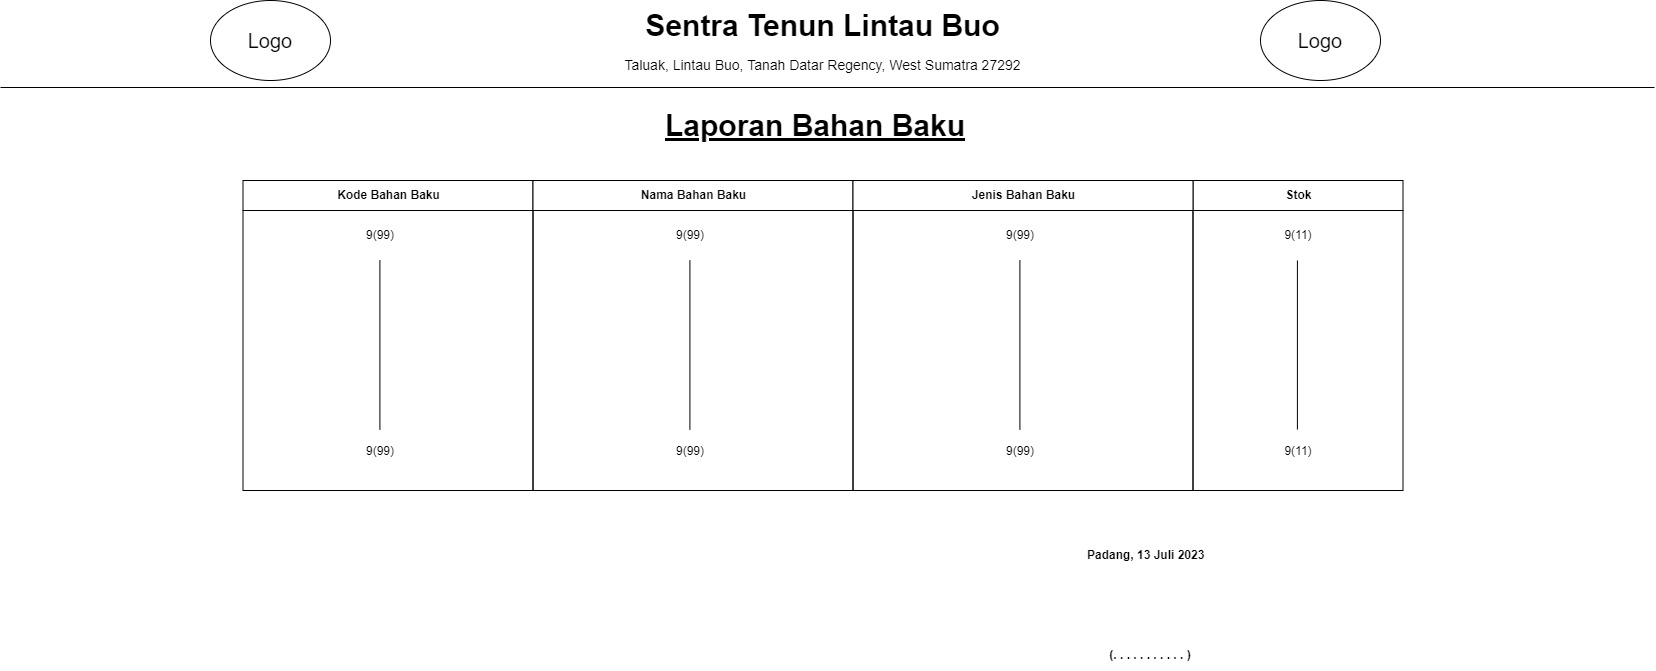 Logo
Sentra Tenun Lintau Buo
Logo
Taluak, Lintau Buo, Tanah Datar Regency, West Sumatra 27292
Laporan Bahan Baku
Kode Bahan Baku Nama Bahan Baku Jenis Bahan Baku Stok
9(99) 9(99) 9(99) 9(11)
9(99) 9(99) 9(99) 9(11)
Padang, 13 Juli 2023
(. . . . . . . . . . . )